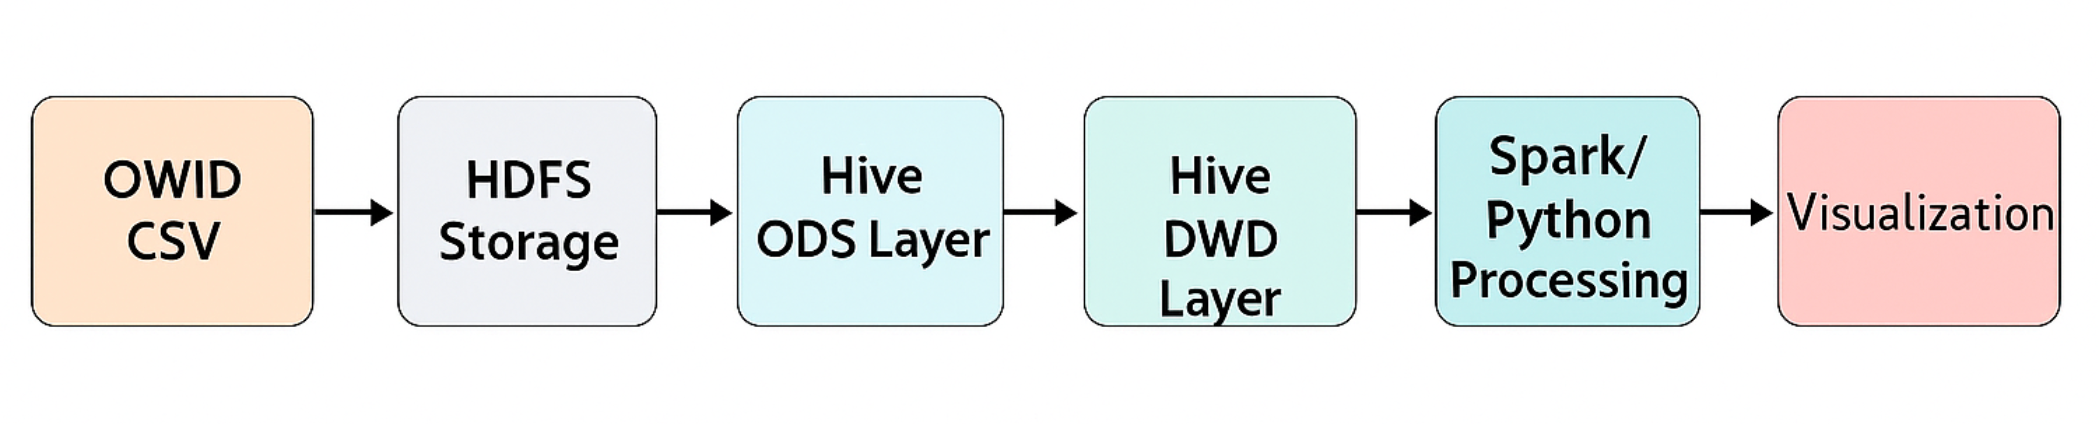 OWID
CSV
HDFS
Storage
Hive
ODS Layer
Hive
DWD
Layer
Spark/
Python
Processing
Visualization